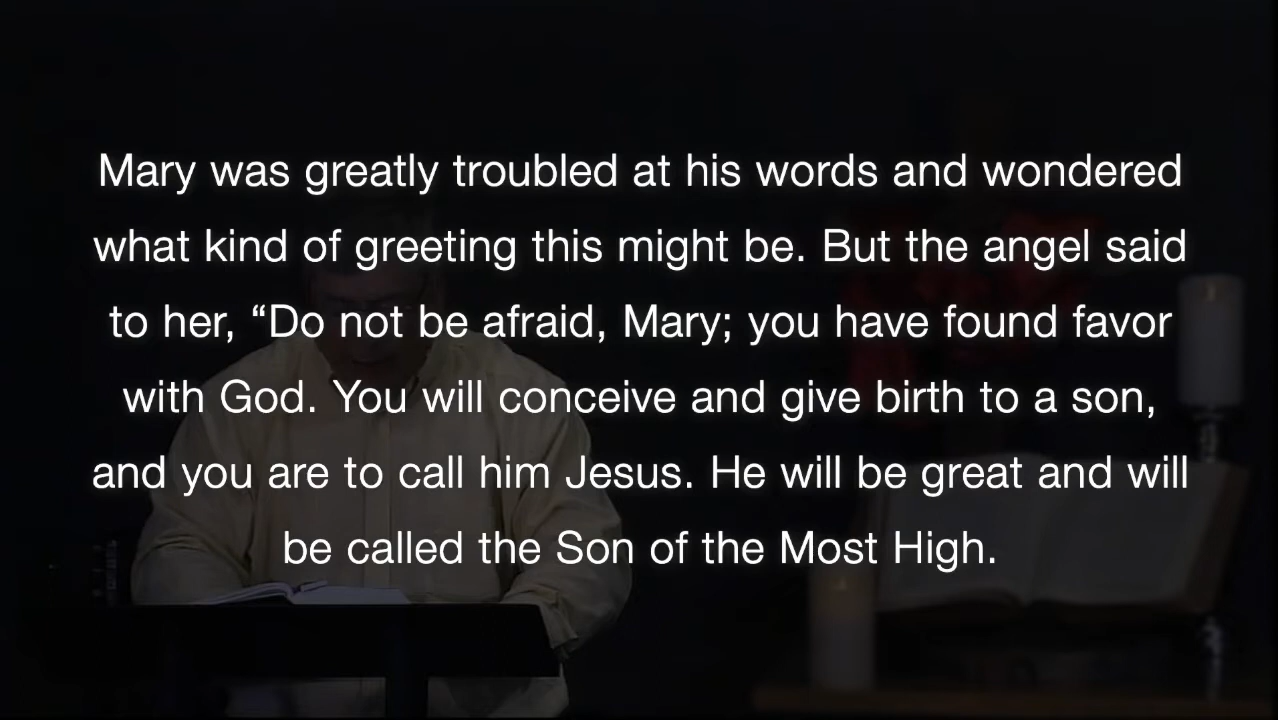 Mary was greatly troubled at his words and wondered
what kind of greeting this might be. But the angel said
to her, “Do not be afraid, Mary; you have found favor
with God. You will conceive and give birth to a son,
and you are to call him Jesus. He will be great and will
be called the Son of the Most High.